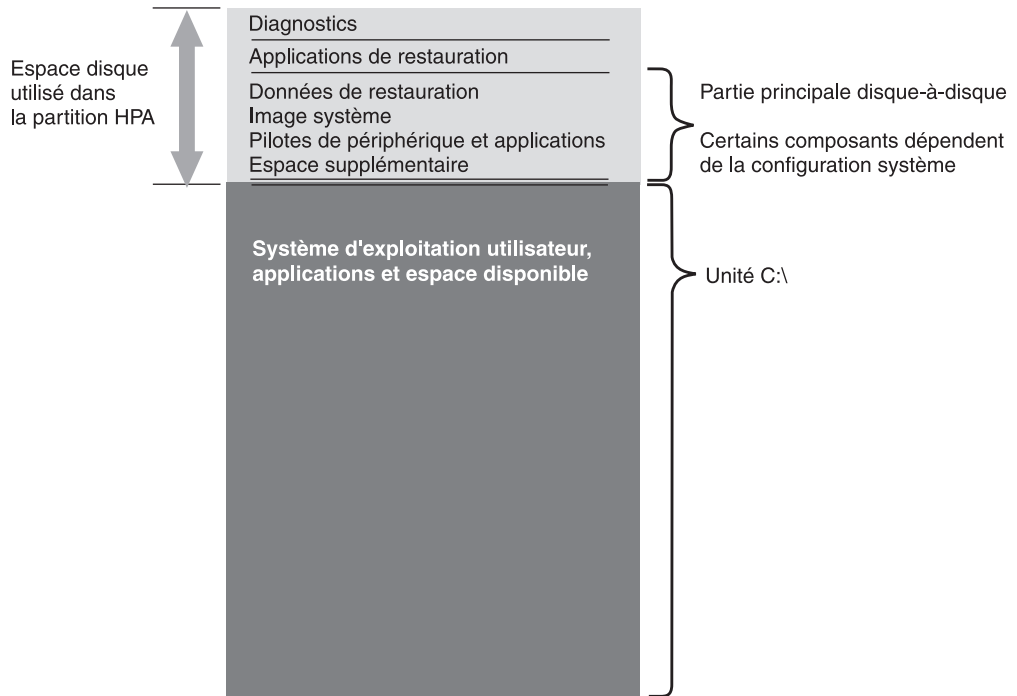 Espace disque
utilisé dans
la partition HPA
Diagnostics
Applications de restauration
Données de restauration
Image système
Pilotes de périphérique et applications
Espace supplémentaire
Partie principale disque-à-disque
Certains composants dépendent
de la configuration système
Système d'exploitation utilisateur,
applications et espace disponible
Unité C:\